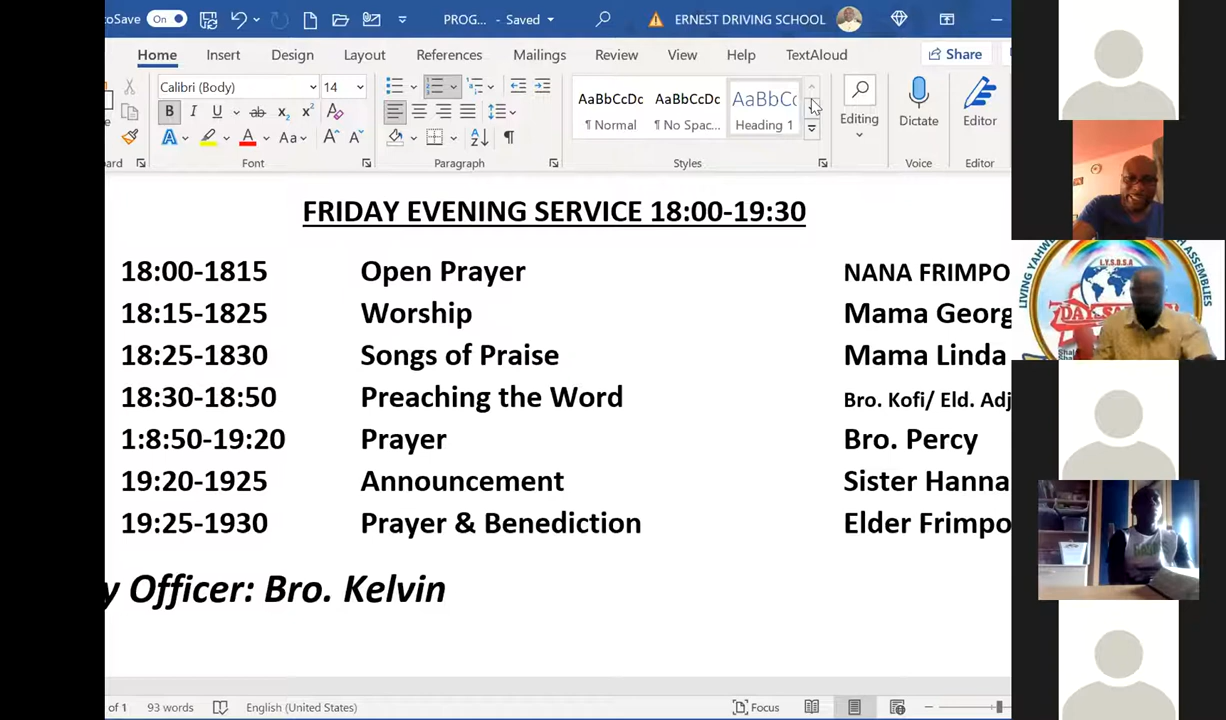 AutoSave On PROG... - Saved ERNEST DRIVING SCHOOL
Home Insert Design Layout References Mailings Review View Help TextAloud Share
Calibri (Body) 14
AaBbCcDc AaBbCcDc AaBbCc
¶ Normal ¶ No Spac... Heading 1
Editing Dictate Editor
Font Paragraph Styles Voice Editor
FRIDAY EVENING SERVICE 18:00-19:30
18:00-1815 Open Prayer NANA FRIMPO
18:15-1825 Worship Mama Georg
18:25-1830 Songs of Praise Mama Linda
18:30-18:50 Preaching the Word Bro. Kofi/ Eld. Adj
1:8:50-19:20 Prayer Bro. Percy
19:20-1925 Announcement Sister Hanna
19:25-1930 Prayer & Benediction Elder Frimpo
y Officer: Bro. Kelvin
of 1 93 words English (United States) Focus
LIVING YAHWE
L.Y.S.D.S.A
ASSEMBLIES